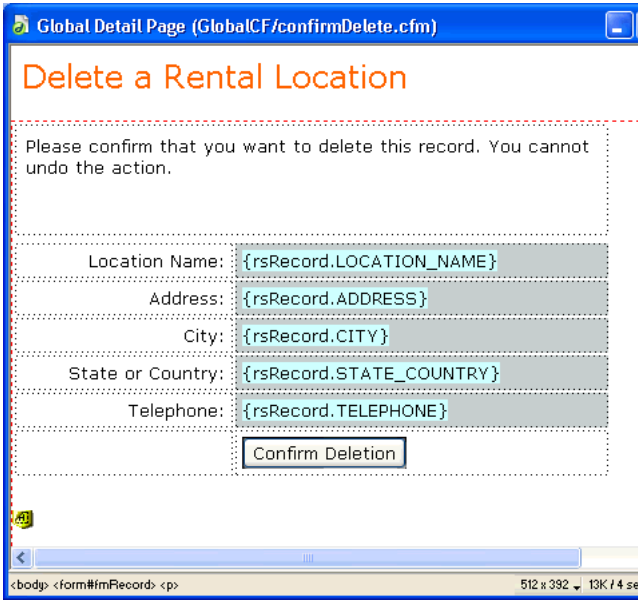 Global Detail Page (GlobalCF/confirmDelete.cfm)
Delete a Rental Location
Please confirm that you want to delete this record. You cannot
undo the action.
Location Name: {rsRecord.LOCATION_NAME}
Address: {rsRecord.ADDRESS}
City: {rsRecord.CITY}
State or Country: {rsRecord.STATE_COUNTRY}
Telephone: {rsRecord.TELEPHONE}
Confirm Deletion
<body> <form#fmRecord> <p> 512 x 392 13K / 4 se